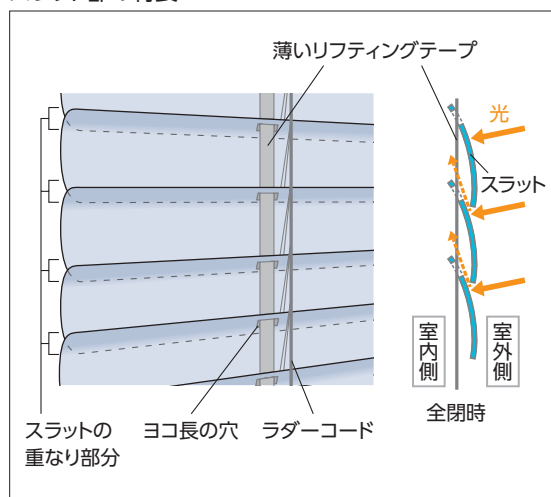 薄いリフティングテープ
光
スラット
室内側
室外側
全閉時
スラットの
重なり部分
ヨコ長の穴
ラダーコード